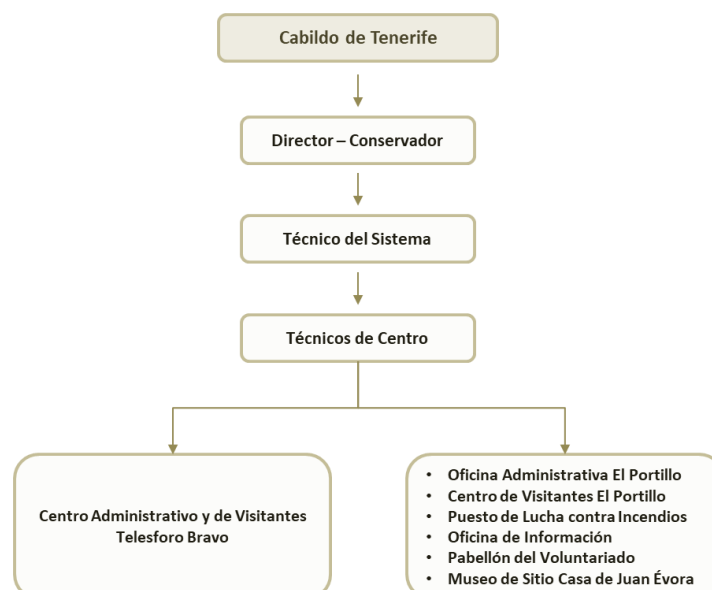 Cabildo de Tenerife
Director – Conservador
Técnico del Sistema
Técnicos de Centro
Centro Administrativo y de Visitantes
Telesforo Bravo
• Oficina Administrativa El Portillo
• Centro de Visitantes El Portillo
• Puesto de Lucha contra Incendios
• Oficina de Información
• Pabellón del Voluntariado
• Museo de Sitio Casa de Juan Évora